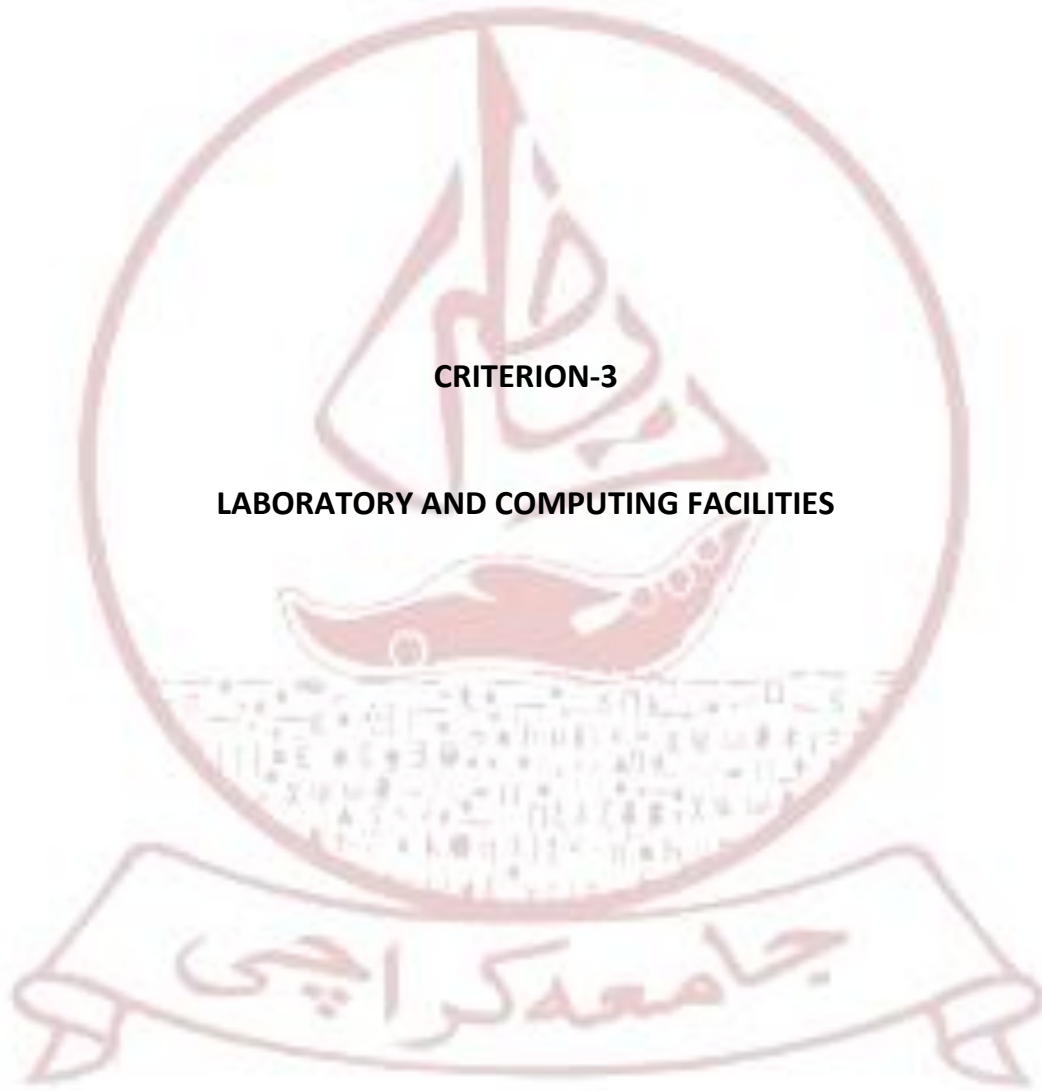 CRITERION-3
LABORATORY AND COMPUTING FACILITIES
جامعہ کراچی